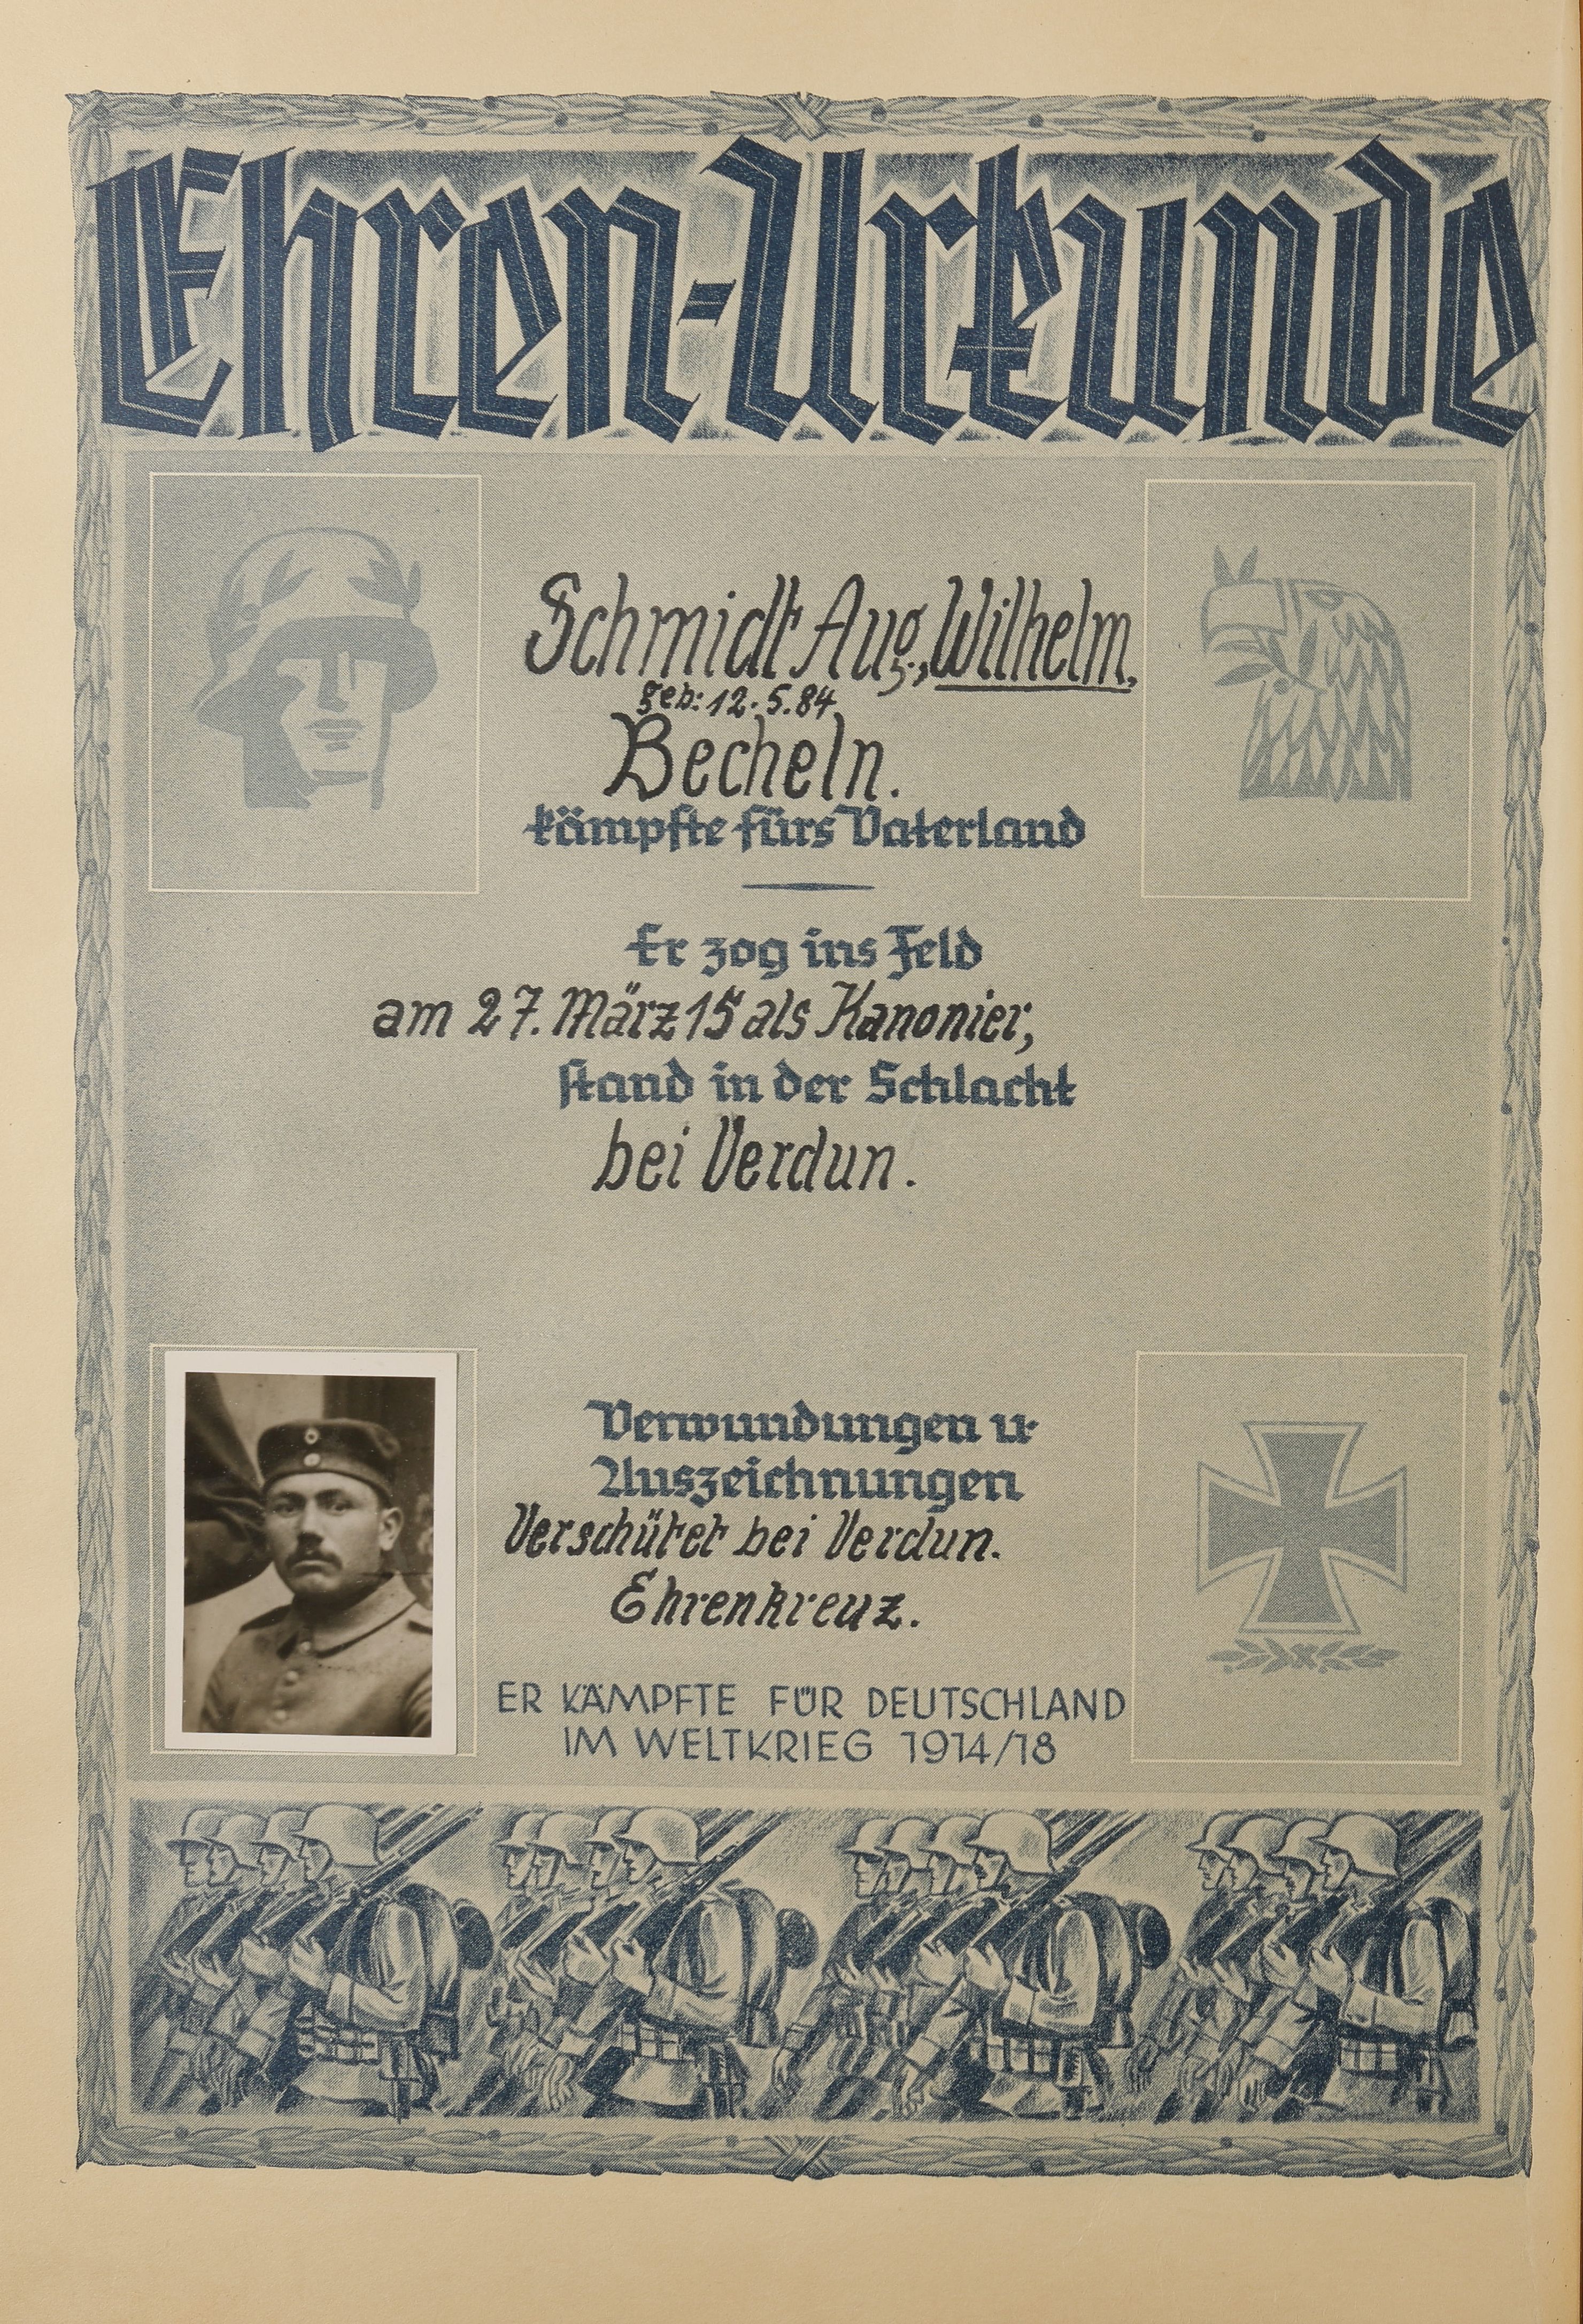 Ehren-Urkunde
Schmidt Aug., Wilhelm.
geb: 12.5.84
Becheln.
kämpfte fürs Vaterland
Er zog ins Feld
am 27. März 15 als Kanonier,
stand in der Schlacht
bei Verdun.
Verwundungen u.
Auszeichnungen
Verschütet bei Verdun.
Ehrenkreuz.
ER KÄMPFTE FÜR DEUTSCHLAND
IM WELTKRIEG 1914/18